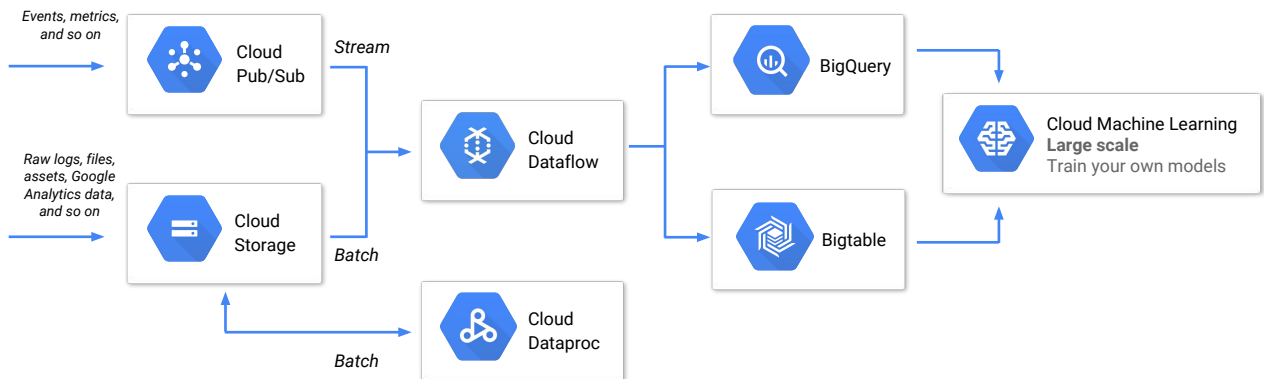 Events, metrics,
and so on
Cloud
Pub/Sub
Stream
Raw logs, files,
assets, Google
Analytics data,
and so on
Cloud
Storage
Batch
Cloud
Dataflow
Cloud
Dataproc
Batch
BigQuery
Bigtable
Cloud Machine Learning
Large scale
Train your own models